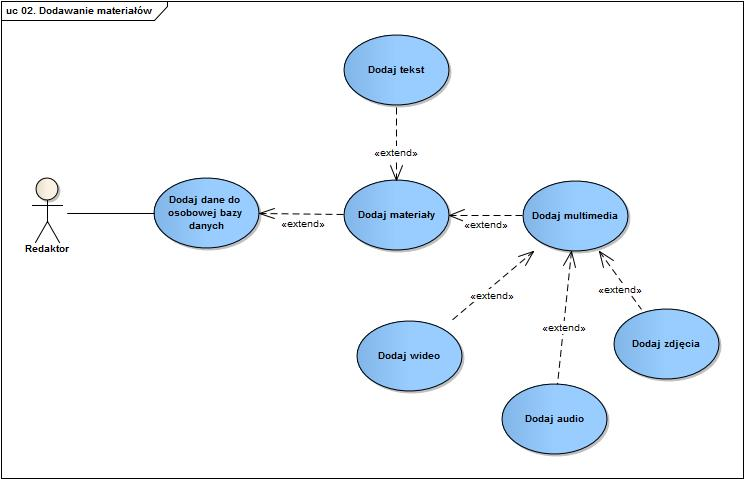 uc 02. Dodawanie materiałów
Dodaj tekst
«extend»
Dodaj dane do
osobowej bazy
danych
«extend»
Dodaj materiały
«extend»
Dodaj multimedia
Redaktor
«extend»
«extend»
«extend»
Dodaj wideo
Dodaj audio
Dodaj zdjęcia